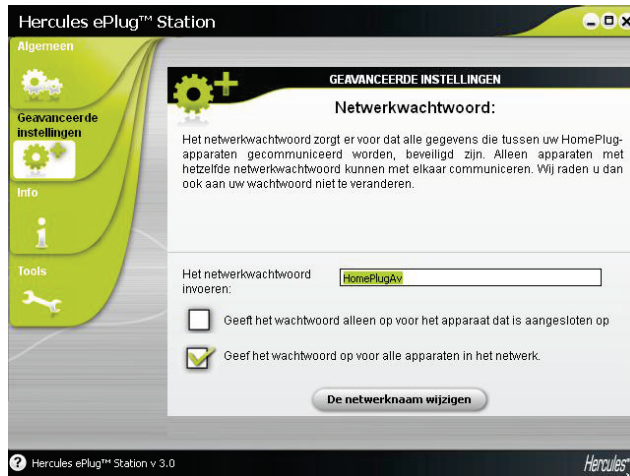 Hercules ePlug™ Station
Algemeen
Geavanceerde
instellingen
Info
Tools
GEAVANCEERDE INSTELLINGEN
Netwerkwachtwoord:
Het netwerkwachtwoord zorgt er voor dat alle gegevens die tussen uw HomePlug-
apparaten gecommuniceerd worden, beveiligd zijn. Alleen apparaten met
hetzelfde netwerkwachtwoord kunnen met elkaar communiceren. Wij raden u dan
ook aan uw wachtwoord niet te veranderen.
Het netwerkwachtwoord
invoeren:
HomePlugAv
Geeft het wachtwoord alleen op voor het apparaat dat is aangesloten op
Geef het wachtwoord op voor alle apparaten in het netwerk.
De netwerknaam wijzigen
? Hercules ePlug™ Station v 3.0
Hercules